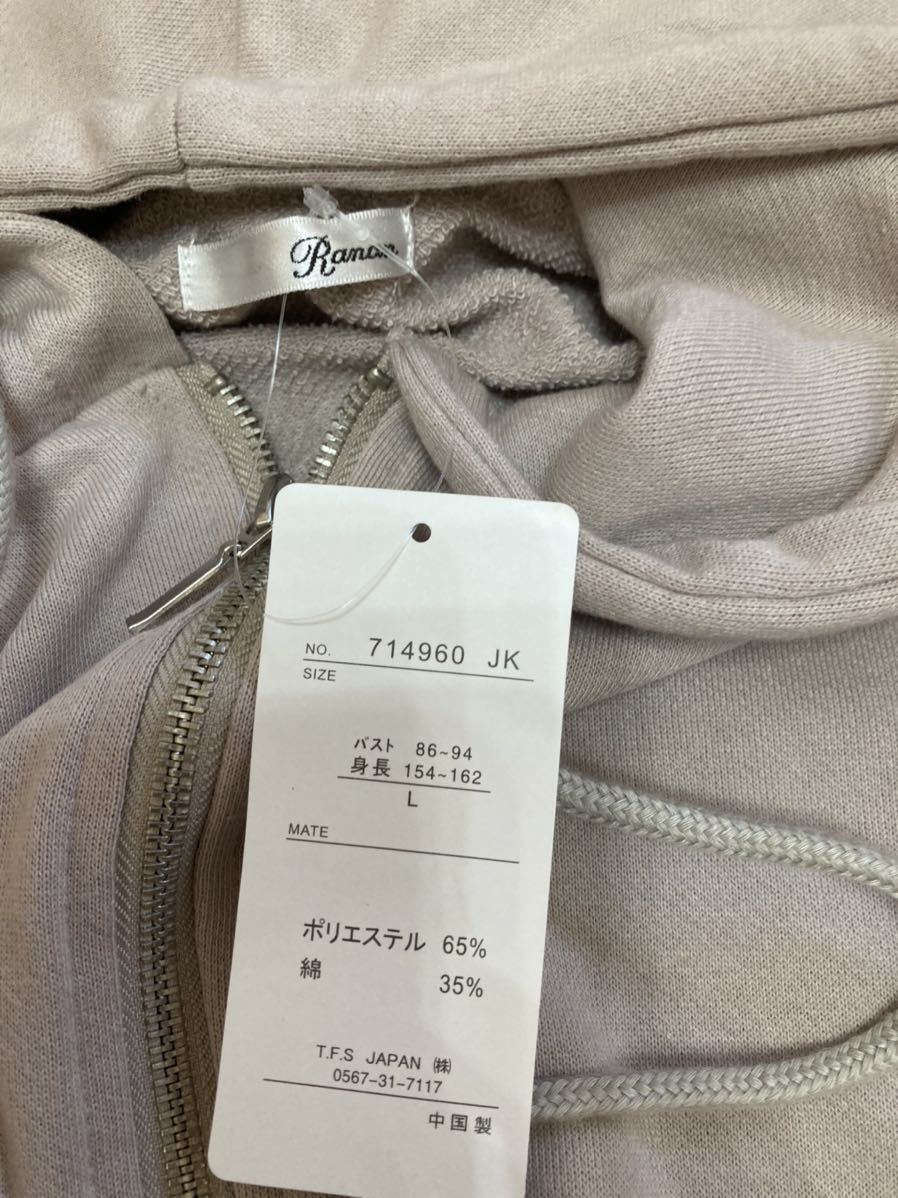 Ranan
NO. 714960 JK
SIZE
バスト 86~94
身長 154~162
L
MATE
ポリエステル 65%
綿 35%
T.F.S JAPAN ㈱
0567-31-7117
中国製